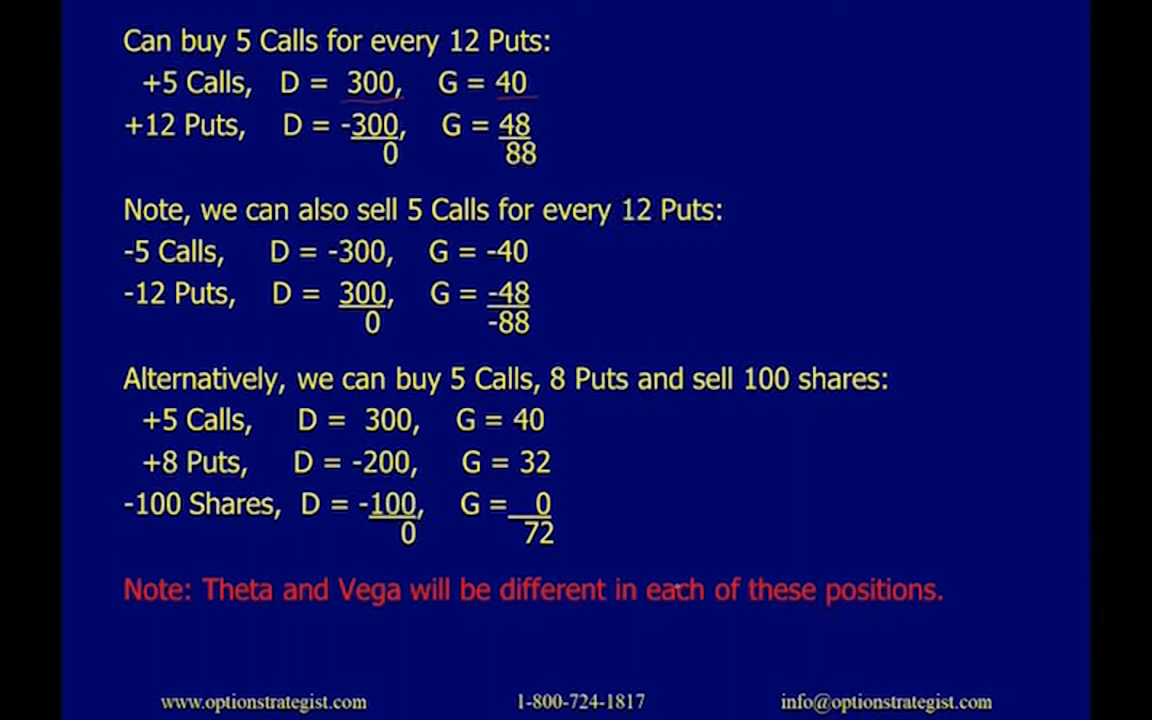 Can buy 5 Calls for every 12 Puts:
+5 Calls, D = 300, G = 40
+12 Puts, D = -300, G = 48
0 88
Note, we can also sell 5 Calls for every 12 Puts:
-5 Calls, D = -300, G = -40
-12 Puts, D = 300, G = -48
0 -88
Alternatively, we can buy 5 Calls, 8 Puts and sell 100 shares:
+5 Calls, D = 300, G = 40
+8 Puts, D = -200, G = 32
-100 Shares, D = -100, G = 0
0 72
Note: Theta and Vega will be different in each of these positions.
www.optionstrategist.com 1-800-724-1817 info@optionstrategist.com